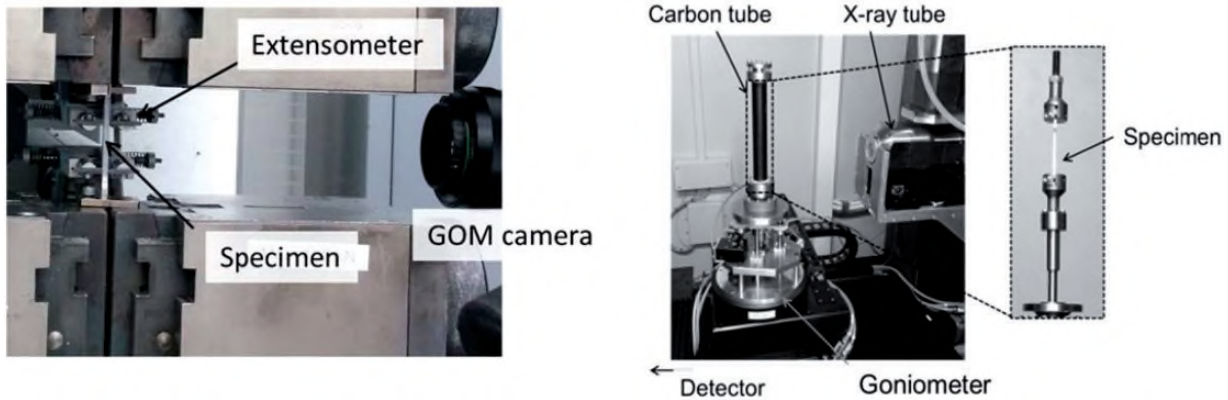 Extensometer
Specimen
GOM camera
Carbon tube
X-ray tube
Specimen
Detector
Goniometer